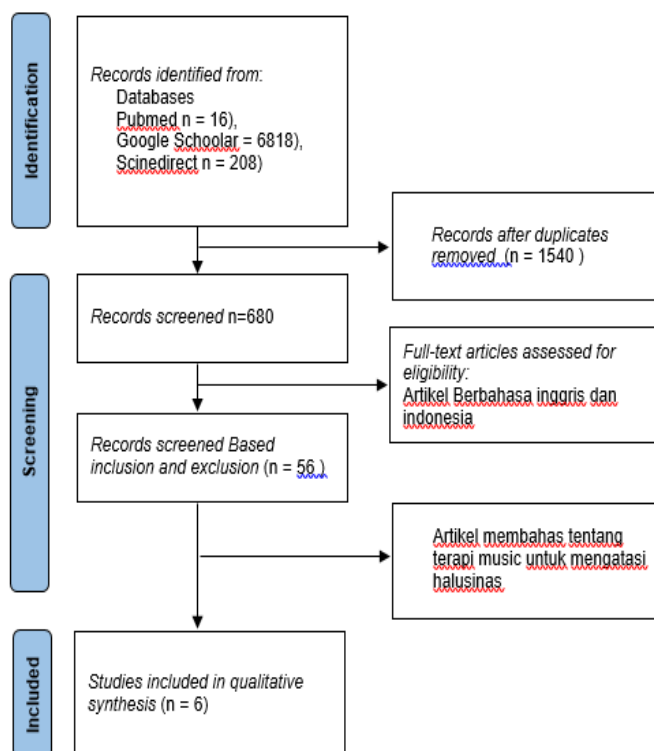 Identification
Records identified from:
Databases
Pubmed n = 16),
Google Schoolar = 6818),
Scinedirect n = 208)
Records after duplicates
removed (n = 1540 )
Screening
Records screened n=680
Full-text articles assessed for
eligibility:
Artikel Berbahasa inggris dan
indonesia
Records screened Based
inclusion and exclusion (n = 56 )
Artikel membahas tentang
terapi music untuk mengatasi
halusinas
Included
Studies included in qualitative
synthesis (n = 6)